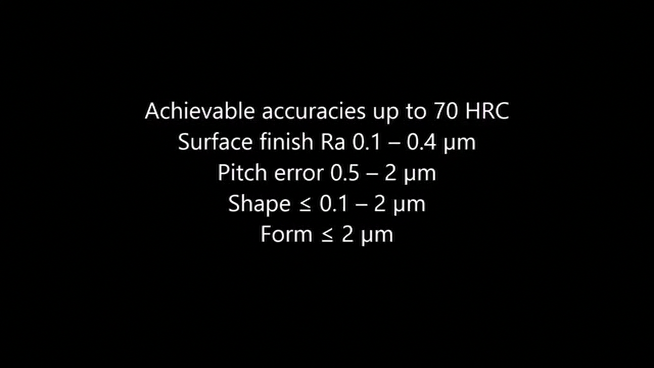 Achievable accuracies up to 70 HRC
Surface finish Ra 0.1 – 0.4 µm
Pitch error 0.5 – 2 µm
Shape ≤ 0.1 – 2 µm
Form ≤ 2 µm